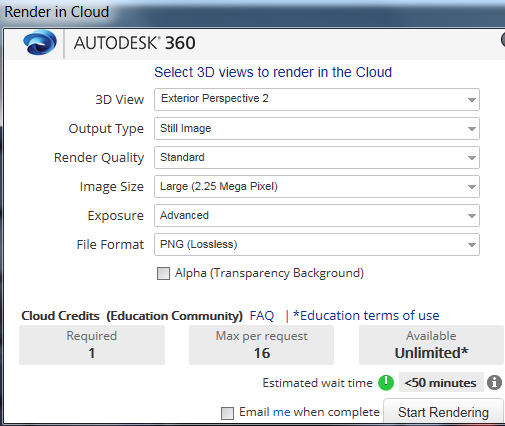 Render in Cloud
AUTODESK® 360
Select 3D views to render in the Cloud
3D View Exterior Perspective 2
Output Type Still Image
Render Quality Standard
Image Size Large (2.25 Mega Pixel)
Exposure Advanced
File Format PNG (Lossless)
Alpha (Transparency Background)
Cloud Credits (Education Community) FAQ | *Education terms of use
Required Max per request Available
1 16 Unlimited*
Estimated wait time <50 minutes
Email me when complete Start Rendering